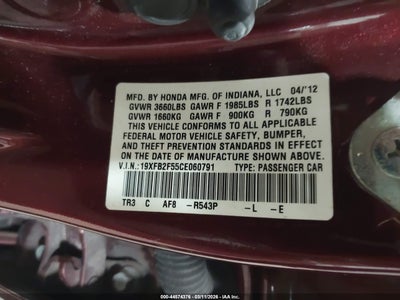 MFD. BY HONDA MFG. OF INDIANA, LLC 04/'12
GVWR 3660LBS GAWR F 1985LBS R 1742LBS
GVWR 1660KG GAWR F 900KG R 790KG
THIS VEHICLE CONFORMS TO ALL APPLICABLE
FEDERAL MOTOR VEHICLE SAFETY, BUMPER,
AND THEFT PREVENTION STANDARDS IN EFFECT
ON THE DATE OF MANUFACTURE SHOWN ABOVE.
V.I.N.:19XFB2F55CE060791 TYPE: PASSENGER CAR
TR3 C AF8 -R543P -L -E
000-44574376 - 03/11/2026 - IAA, Inc.